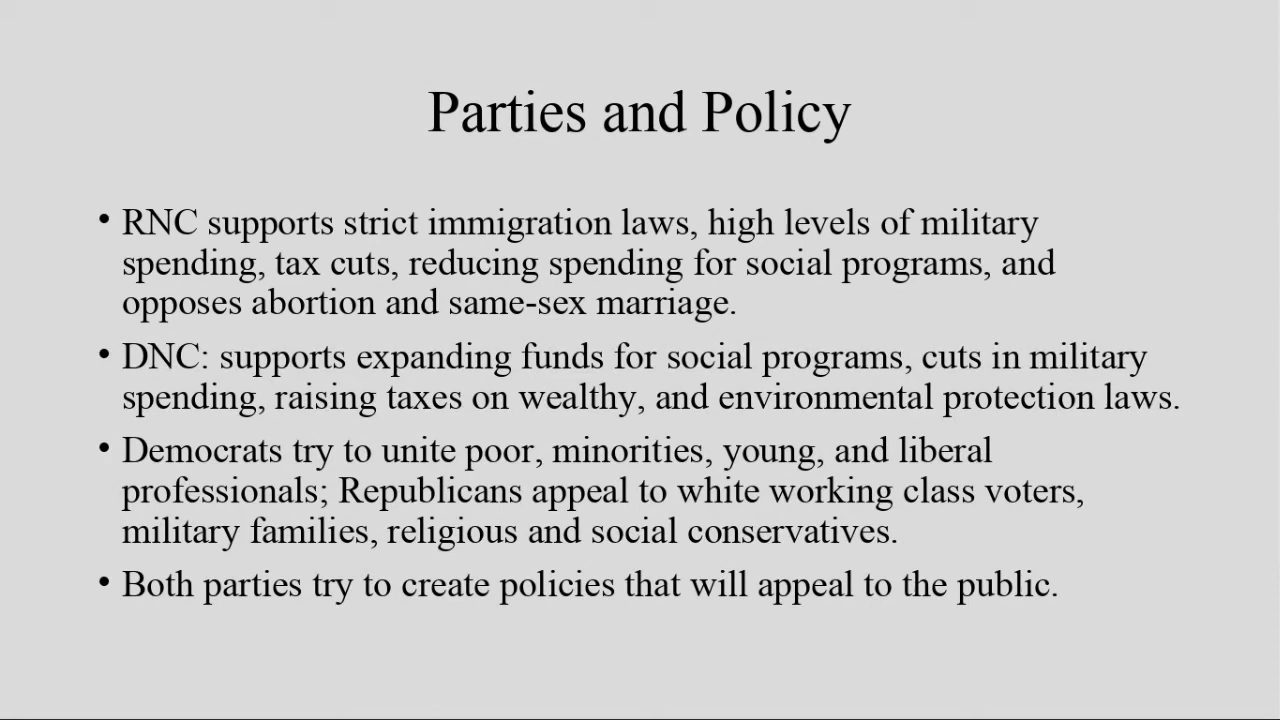 Parties and Policy
• RNC supports strict immigration laws, high levels of military
spending, tax cuts, reducing spending for social programs, and
opposes abortion and same-sex marriage.
• DNC: supports expanding funds for social programs, cuts in military
spending, raising taxes on wealthy, and environmental protection laws.
• Democrats try to unite poor, minorities, young, and liberal
professionals; Republicans appeal to white working class voters,
military families, religious and social conservatives.
• Both parties try to create policies that will appeal to the public.